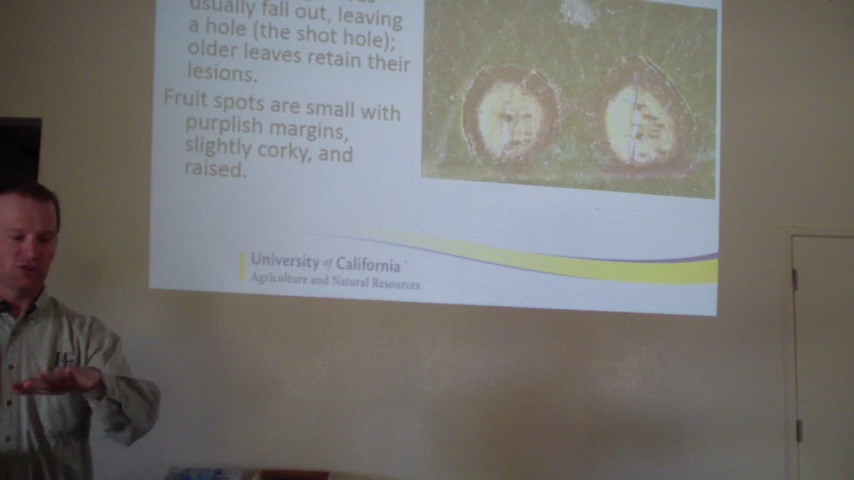 usually fall out, leaving
a hole (the shot hole);
older leaves retain their
lesions.
Fruit spots are small with
purplish margins,
slightly corky, and
raised.
University of California
Agriculture and Natural Resources